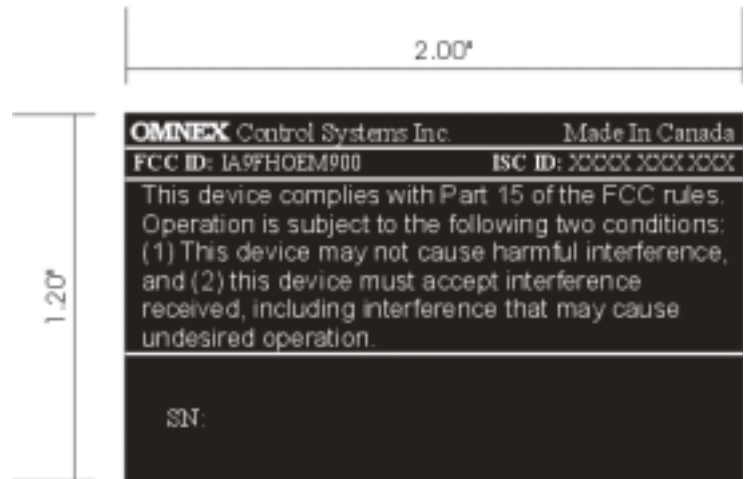 2.00"
OMNEX Control Systems Inc. Made In Canada
FCC ID: IA9FHOEM900 ISC ID: XXXX XXX XXX
This device complies with Part 15 of the FCC rules.
Operation is subject to the following two conditions:
(1) This device may not cause harmful interference,
and (2) this device must accept interference
received, including interference that may cause
undesired operation.
1.20"
SN: